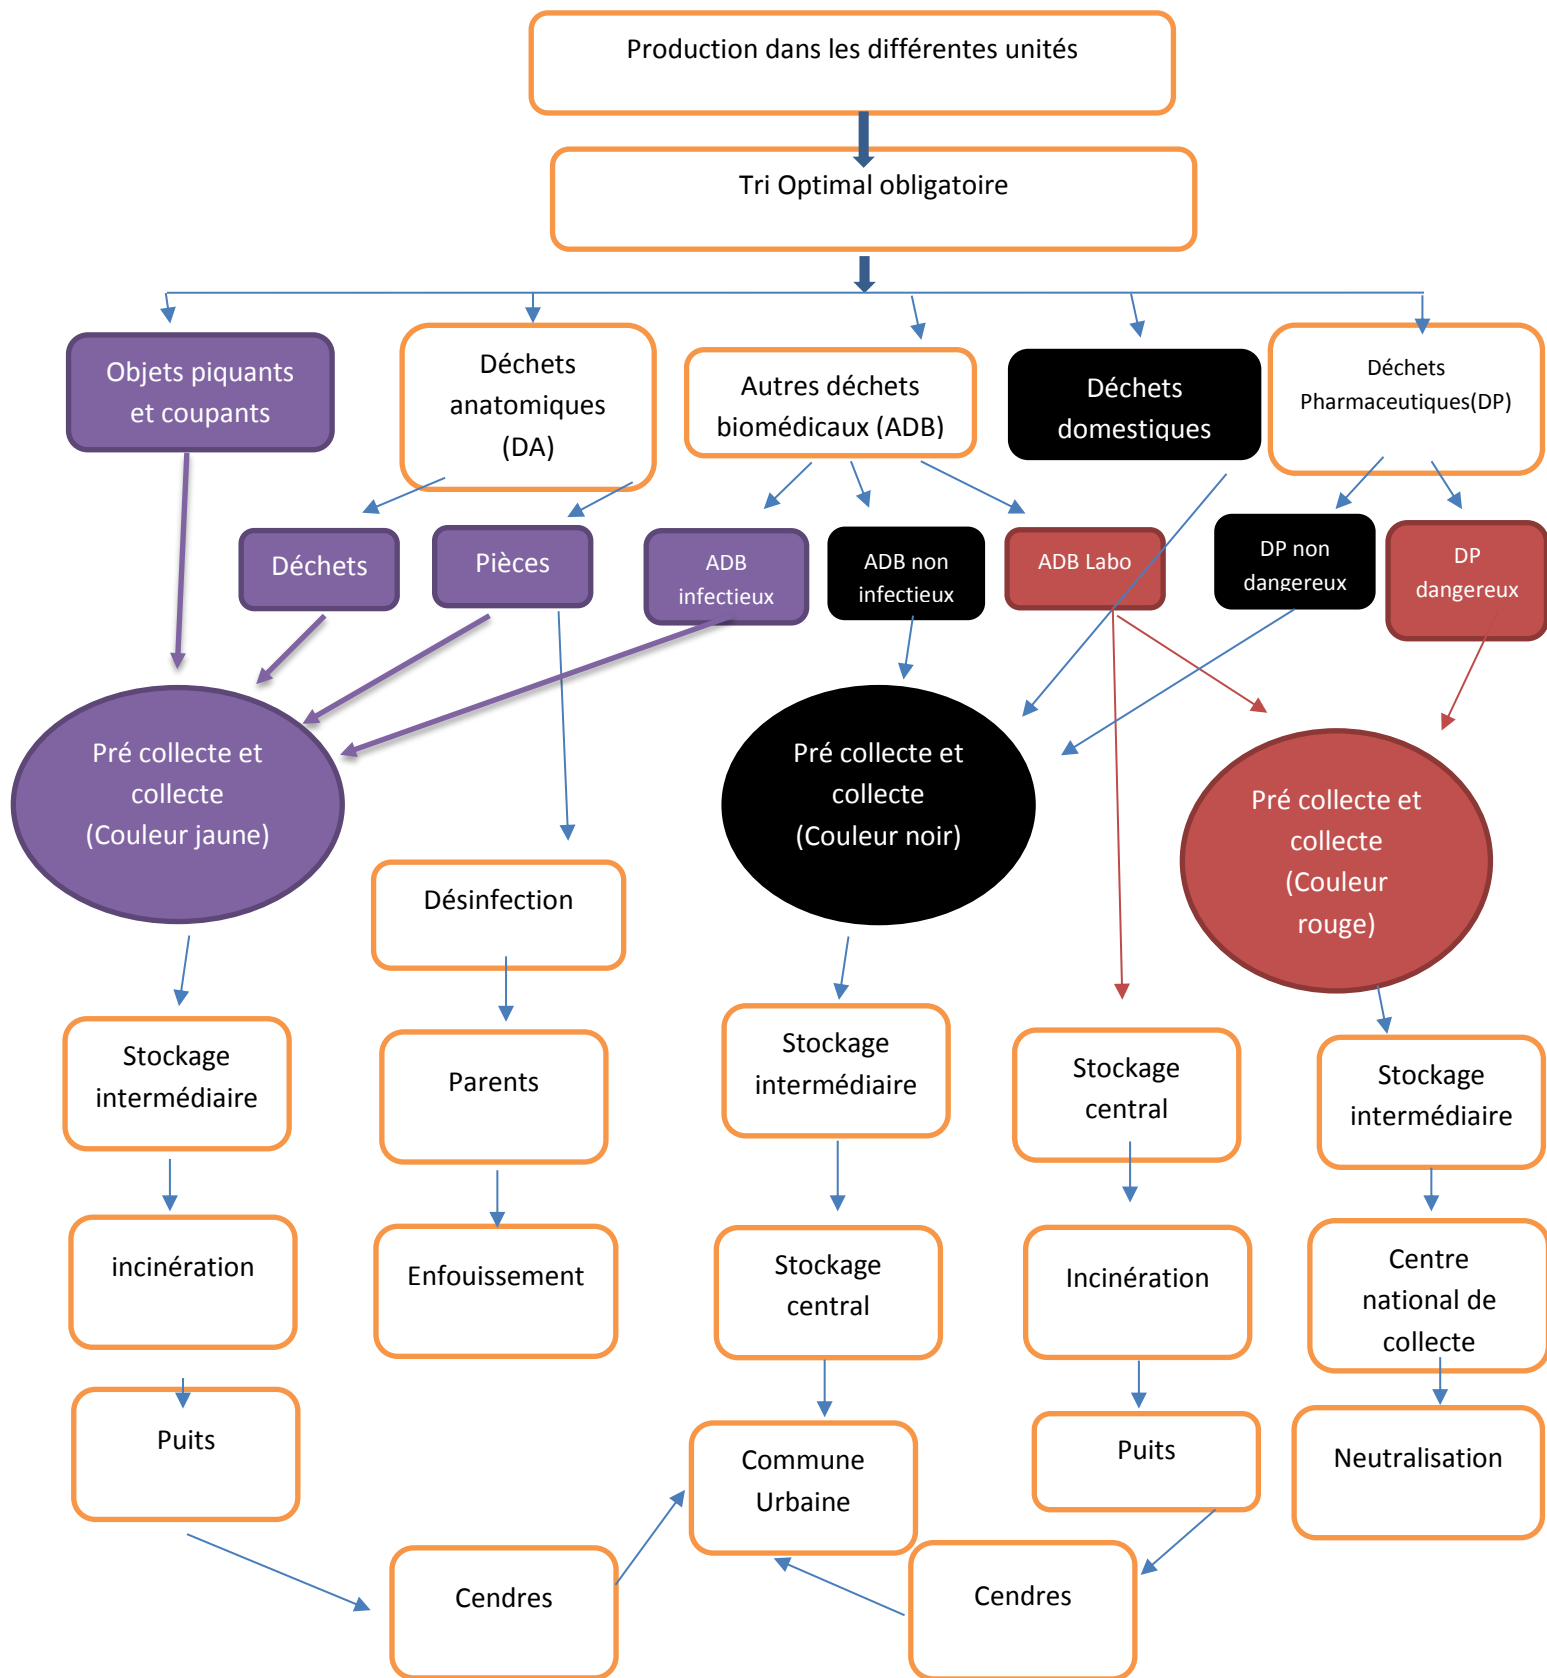 Production dans les différentes unités
Tri Optimal obligatoire
Objets piquants
et coupants
Déchets
anatomiques
(DA)
Autres déchets
biomédicaux (ADB)
Déchets
domestiques
Déchets
Pharmaceutiques(DP)
Déchets
Pièces
ADB
infectieux
ADB non
infectieux
ADB Labo
DP non
dangereux
DP
dangereux
Pré collecte et
collecte
(Couleur jaune)
Pré collecte et
collecte
(Couleur noir)
Pré collecte et
collecte
(Couleur
rouge)
Désinfection
Stockage
intermédiaire
Parents
Stockage
intermédiaire
Stockage
central
Stockage
intermédiaire
incinération
Enfouissement
Stockage
central
Incinération
Centre
national de
collecte
Puits
Commune
Urbaine
Puits
Neutralisation
Cendres
Cendres